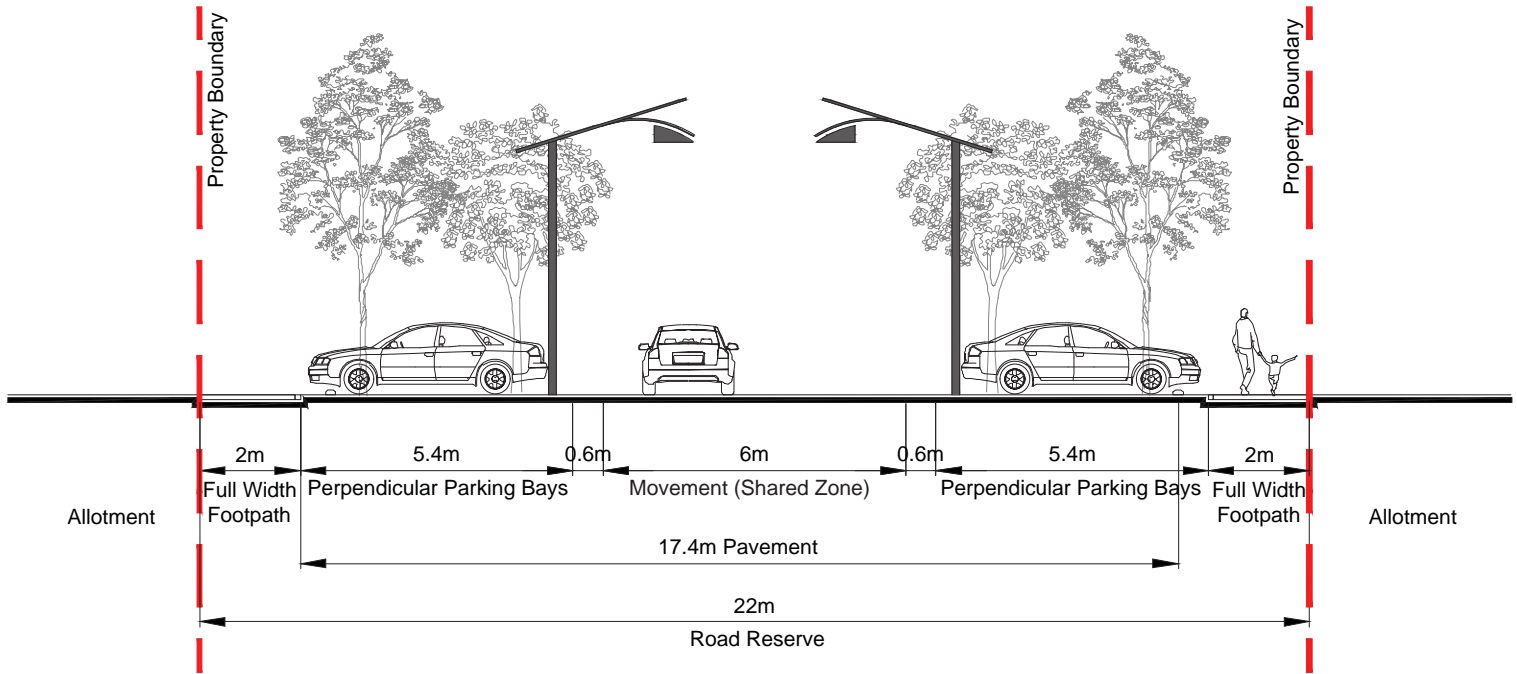 Property Boundary
Property Boundary
2m
5.4m
0.6m
6m
0.6m
5.4m
2m
Full Width
Footpath
Perpendicular Parking Bays
Movement (Shared Zone)
Perpendicular Parking Bays
Full Width
Footpath
Allotment
Allotment
17.4m Pavement
22m
Road Reserve